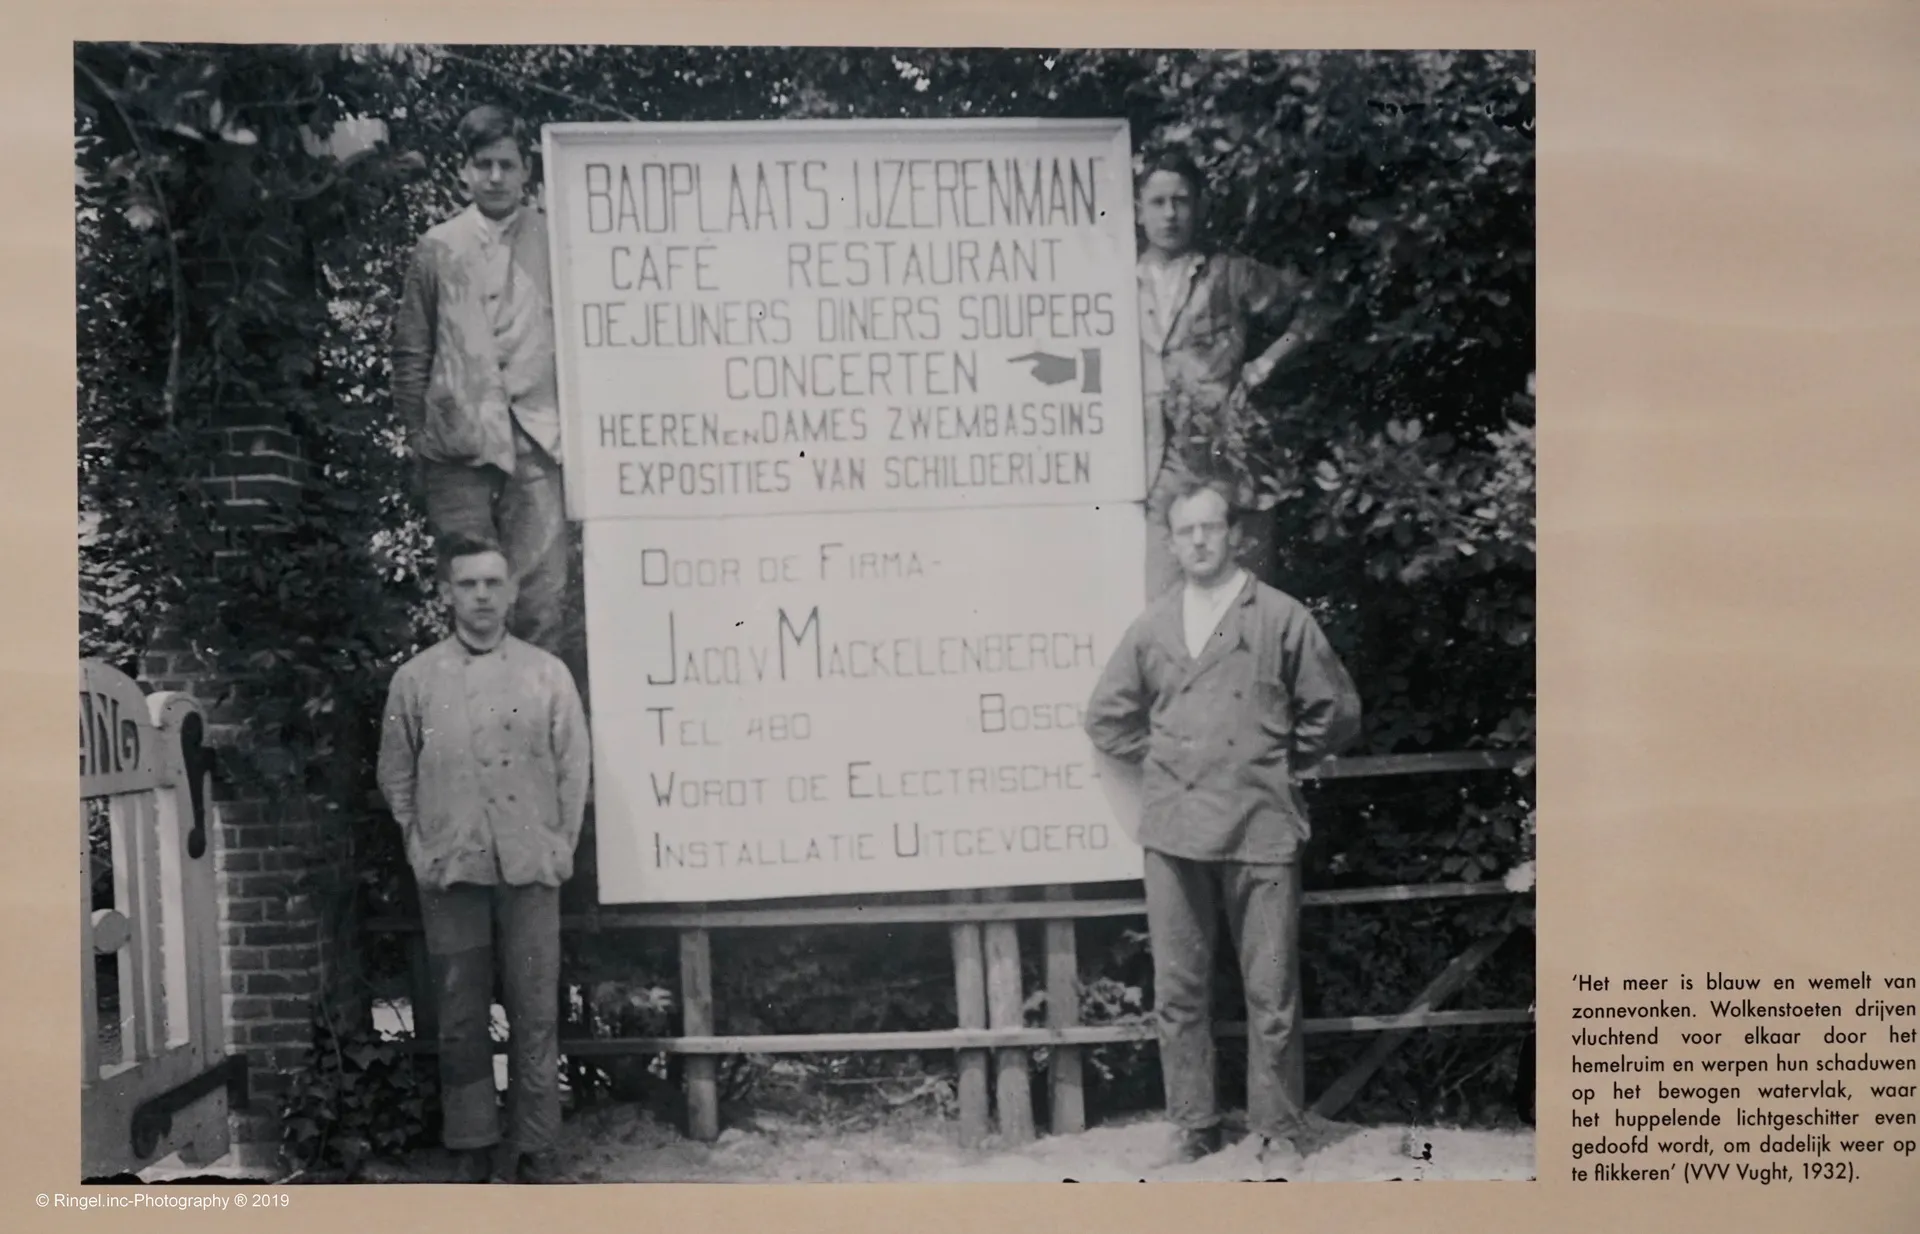 BADPLAATS IJZERENMAN
CAFÉ RESTAURANT
DEJEUNERS DINERS SOUPERS
CONCERTEN
HEEREN EN DAMES ZWEMBASSINS
EXPOSITIES VAN SCHILDERIJEN
DOOR DE FIRMA-
JACQ.V MACKELENBERCH
TEL 480 BOSCH
WORDT DE ELECTRISCHE-
INSTALLATIE UITGEVOERD
ANG
'Het meer is blauw en wemelt van
zonnevonken. Wolkenstoeten drijven
vluchtend voor elkaar door het
hemelruim en werpen hun schaduwen
op het bewogen watervlak, waar
het huppelende lichtgeschitter even
gedoofd wordt, om dadelijk weer op
te flikkeren' (VVV Vught, 1932).
© Ringel.inc-Photography ® 2019